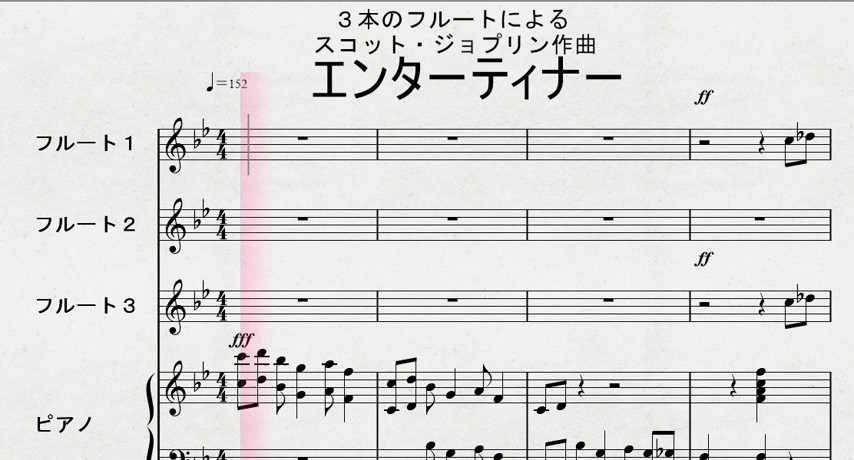 3本のフルートによる
スコット・ジョプリン作曲
エンターティナー
♩=152
ff
フルート1
フルート2
ff
フルート3
fff
ピアノ